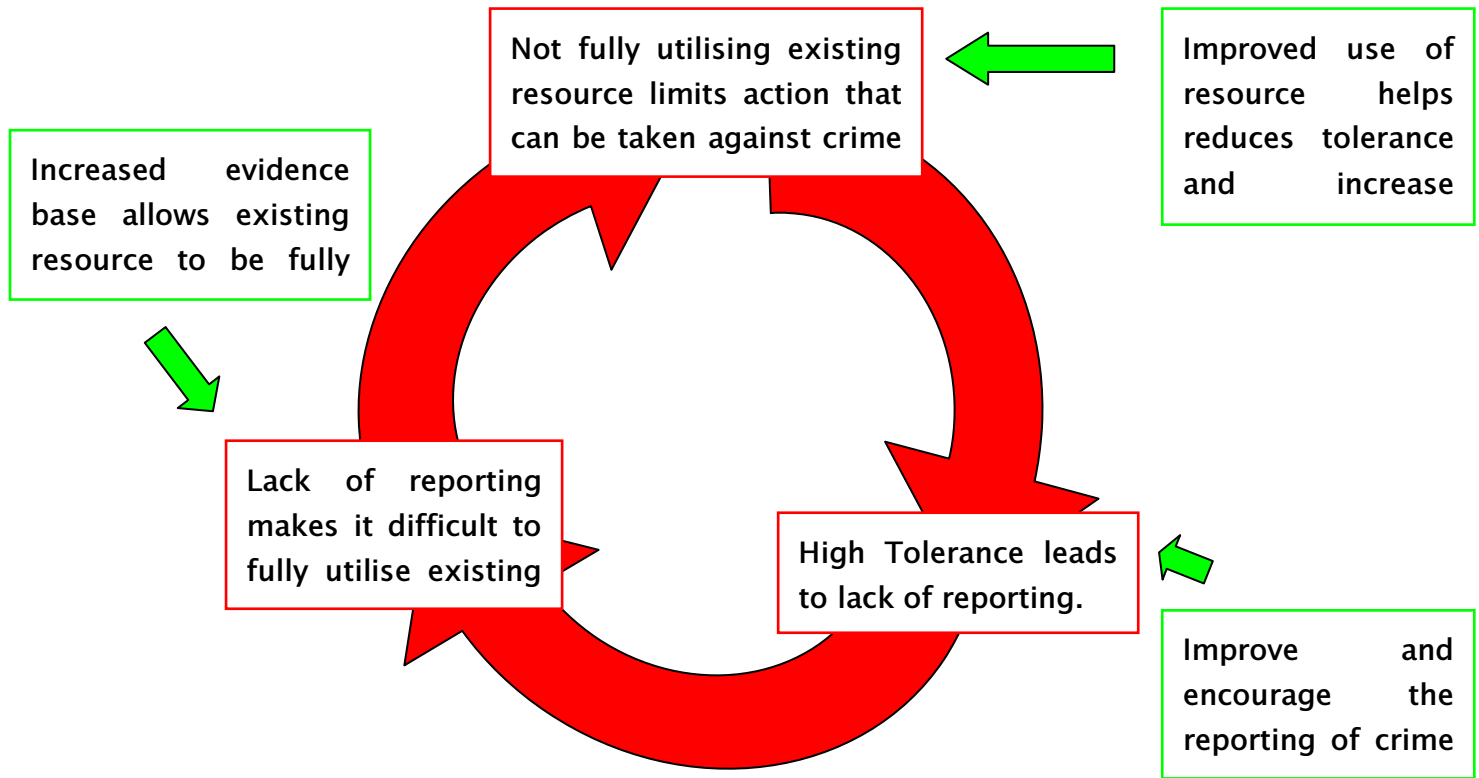 Not fully utilising existing
resource limits action that
can be taken against crime
Improved use of
resource helps
reduces tolerance
and increase
Increased evidence
base allows existing
resource to be fully
Lack of reporting
makes it difficult to
fully utilise existing
High Tolerance leads
to lack of reporting.
Improve and
encourage the
reporting of crime